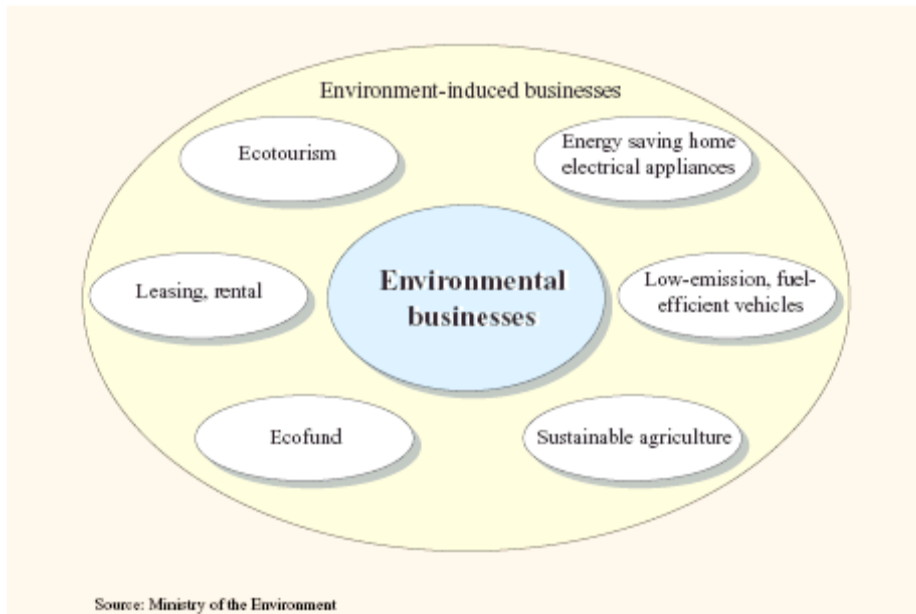 Environment-induced businesses
Ecotourism
Energy saving home
electrical appliances
Leasing, rental
Environmental
businesses
Low-emission, fuel-
efficient vehicles
Ecofund
Sustainable agriculture
Source: Ministry of the Environment